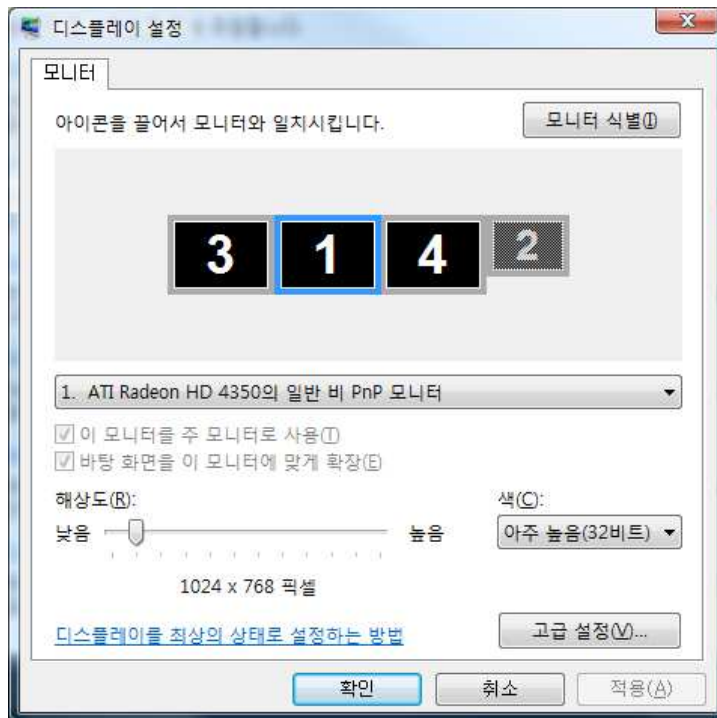 디스플레이 설정
모니터
아이콘을 끌어서 모니터와 일치시킵니다.
모니터 식별(I)
3 1 4 2
1. ATI Radeon HD 4350의 일반 비 PnP 모니터
이 모니터를 주 모니터로 사용(T)
바탕 화면을 이 모니터에 맞게 확장(E)
해상도(R):
색(C):
낮음 높음
아주 높음(32비트)
1024 x 768 픽셀
디스플레이를 최상의 상태로 설정하는 방법
고급 설정(V)...
확인 취소 적용(A)